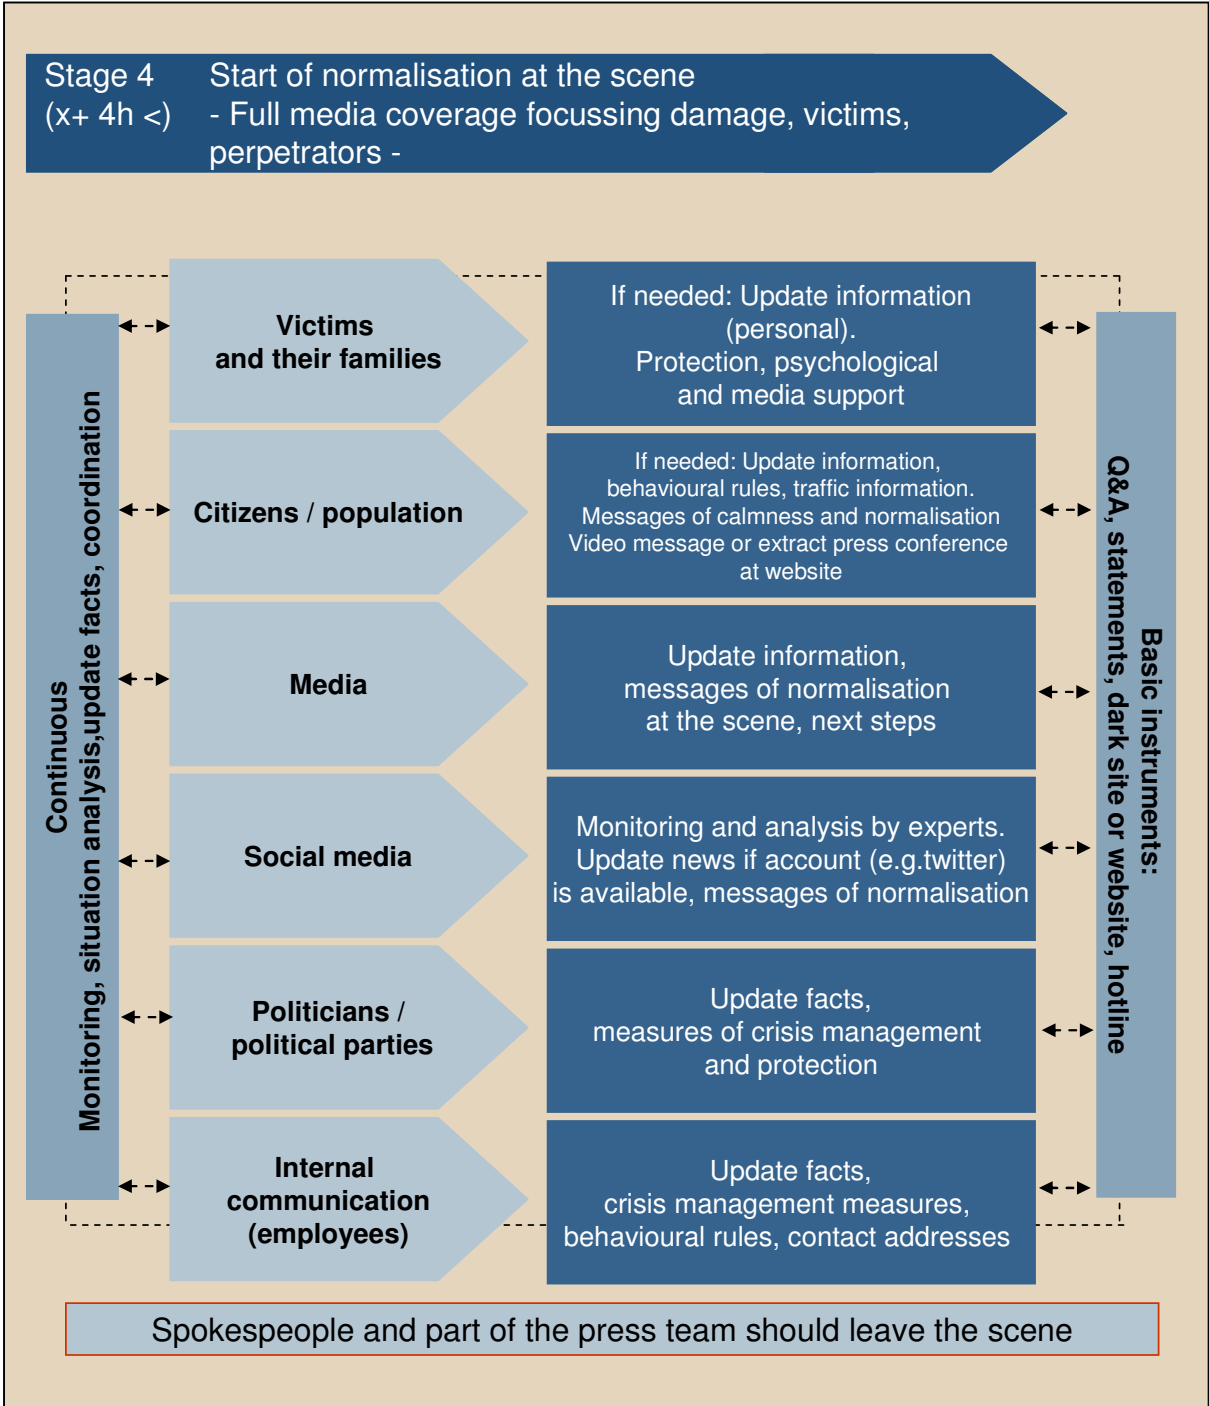 Stage 4
(x+ 4h <)
Start of normalisation at the scene
- Full media coverage focussing damage, victims,
perpetrators -
Continuous
Monitoring, situation analysis,update facts, coordination
Victims
and their families
If needed: Update information
(personal).
Protection, psychological
and media support
Citizens / population
If needed: Update information,
behavioural rules, traffic information.
Messages of calmness and normalisation
Video message or extract press conference
at website
Media
Update information,
messages of normalisation
at the scene, next steps
Social media
Monitoring and analysis by experts.
Update news if account (e.g.twitter)
is available, messages of normalisation
Politicians /
political parties
Update facts,
measures of crisis management
and protection
Internal
communication
(employees)
Update facts,
crisis management measures,
behavioural rules, contact addresses
Basic instruments:
Q&A, statements, dark site or website, hotline
Spokespeople and part of the press team should leave the scene